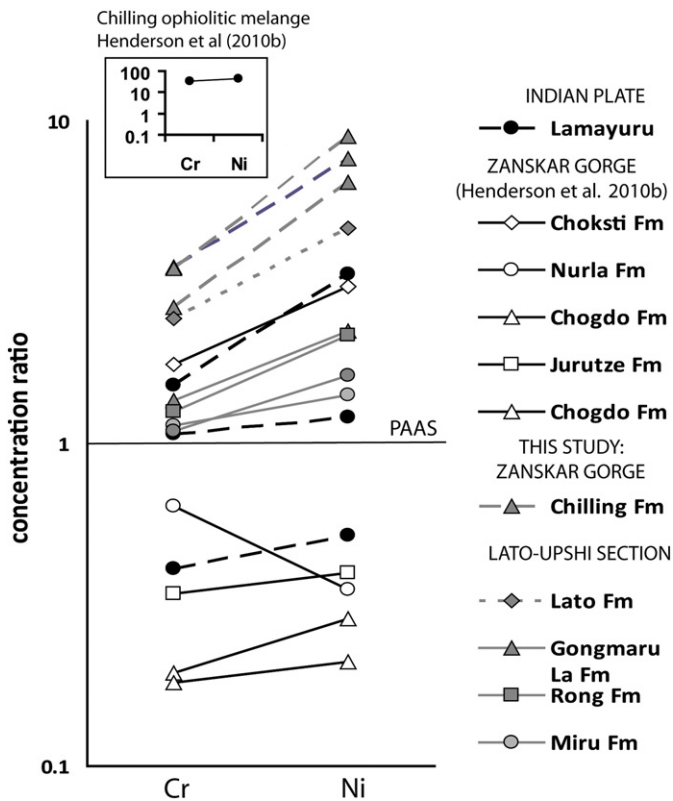 Chilling ophiolitic melange
Henderson et al (2010b)
100
10
1
0.1
Cr Ni
10
1
0.1
concentration ratio
PAAS
Cr Ni
INDIAN PLATE
Lamayuru
ZANSKAR GORGE
(Henderson et al. 2010b)
Choksti Fm
Nurla Fm
Chogdo Fm
Jurutze Fm
Chogdo Fm
THIS STUDY:
ZANSKAR GORGE
Chilling Fm
LATO-UPSHI SECTION
Lato Fm
Gongmaru
La Fm
Rong Fm
Miru Fm